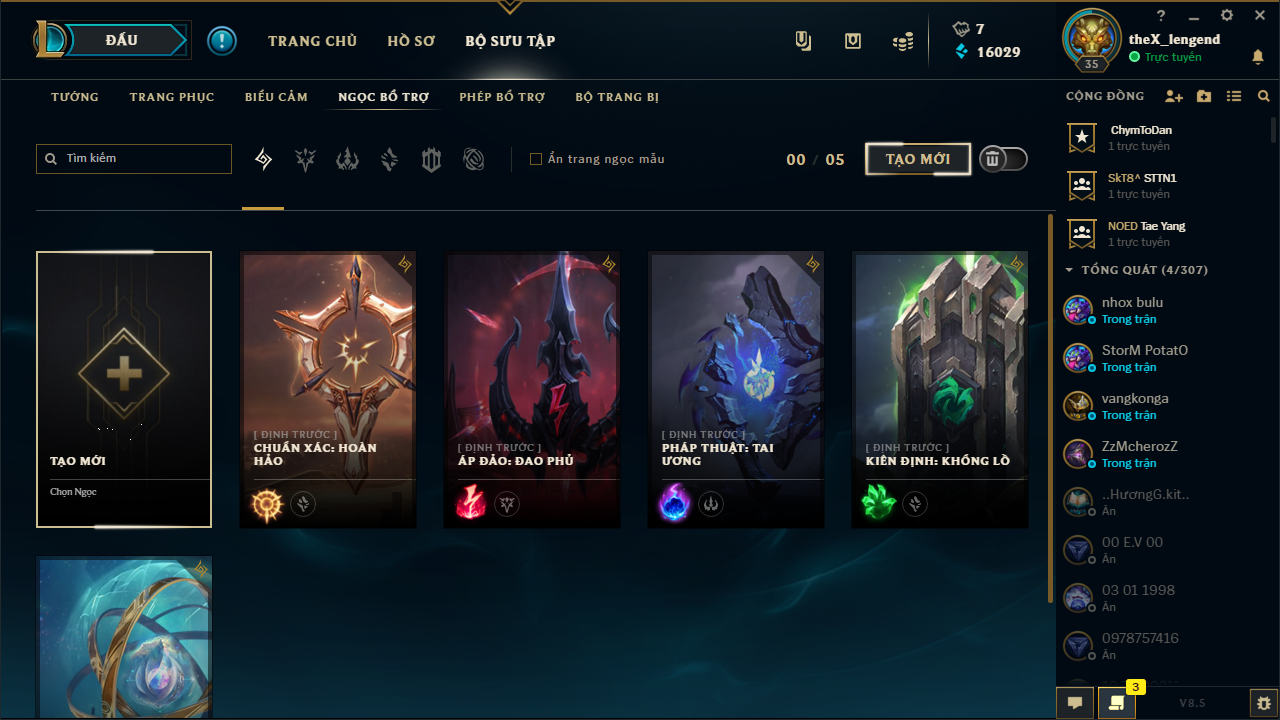 ĐẤU
TRANG CHỦ
HỒ SƠ
BỘ SƯU TẬP
7
16029
35
theX_lengend
Trực tuyến
TƯỚNG
TRANG PHỤC
BIỂU CẢM
NGỌC BỔ TRỢ
PHÉP BỔ TRỢ
BỘ TRANG BỊ
Tìm kiếm
Ẩn trang ngọc mẫu
00 / 05
TẠO MỚI
TẠO MỚI
Chọn Ngọc
[ ĐỊNH TRƯỚC ]
CHUẨN XÁC: HOÀN
HẢO
[ ĐỊNH TRƯỚC ]
ÁP ĐẢO: ĐAO PHỦ
[ ĐỊNH TRƯỚC ]
PHÁP THUẬT: TAI
ƯƠNG
[ ĐỊNH TRƯỚC ]
KIÊN ĐỊNH: KHỔNG LỒ
CỘNG ĐỒNG
ChymToDan
1 trực tuyến
SkT8^ STTN1
1 trực tuyến
NOED Tae Yang
1 trực tuyến
TỔNG QUÁT (4/307)
nhox bulu
Trong trận
StorM PotatO
Trong trận
vangkonga
Trong trận
ZzMcherozZ
Trong trận
..HươngG.kit..
Ẩn
00 E.V 00
Ẩn
03 01 1998
Ẩn
0978757416
Ẩn
3
V8.5